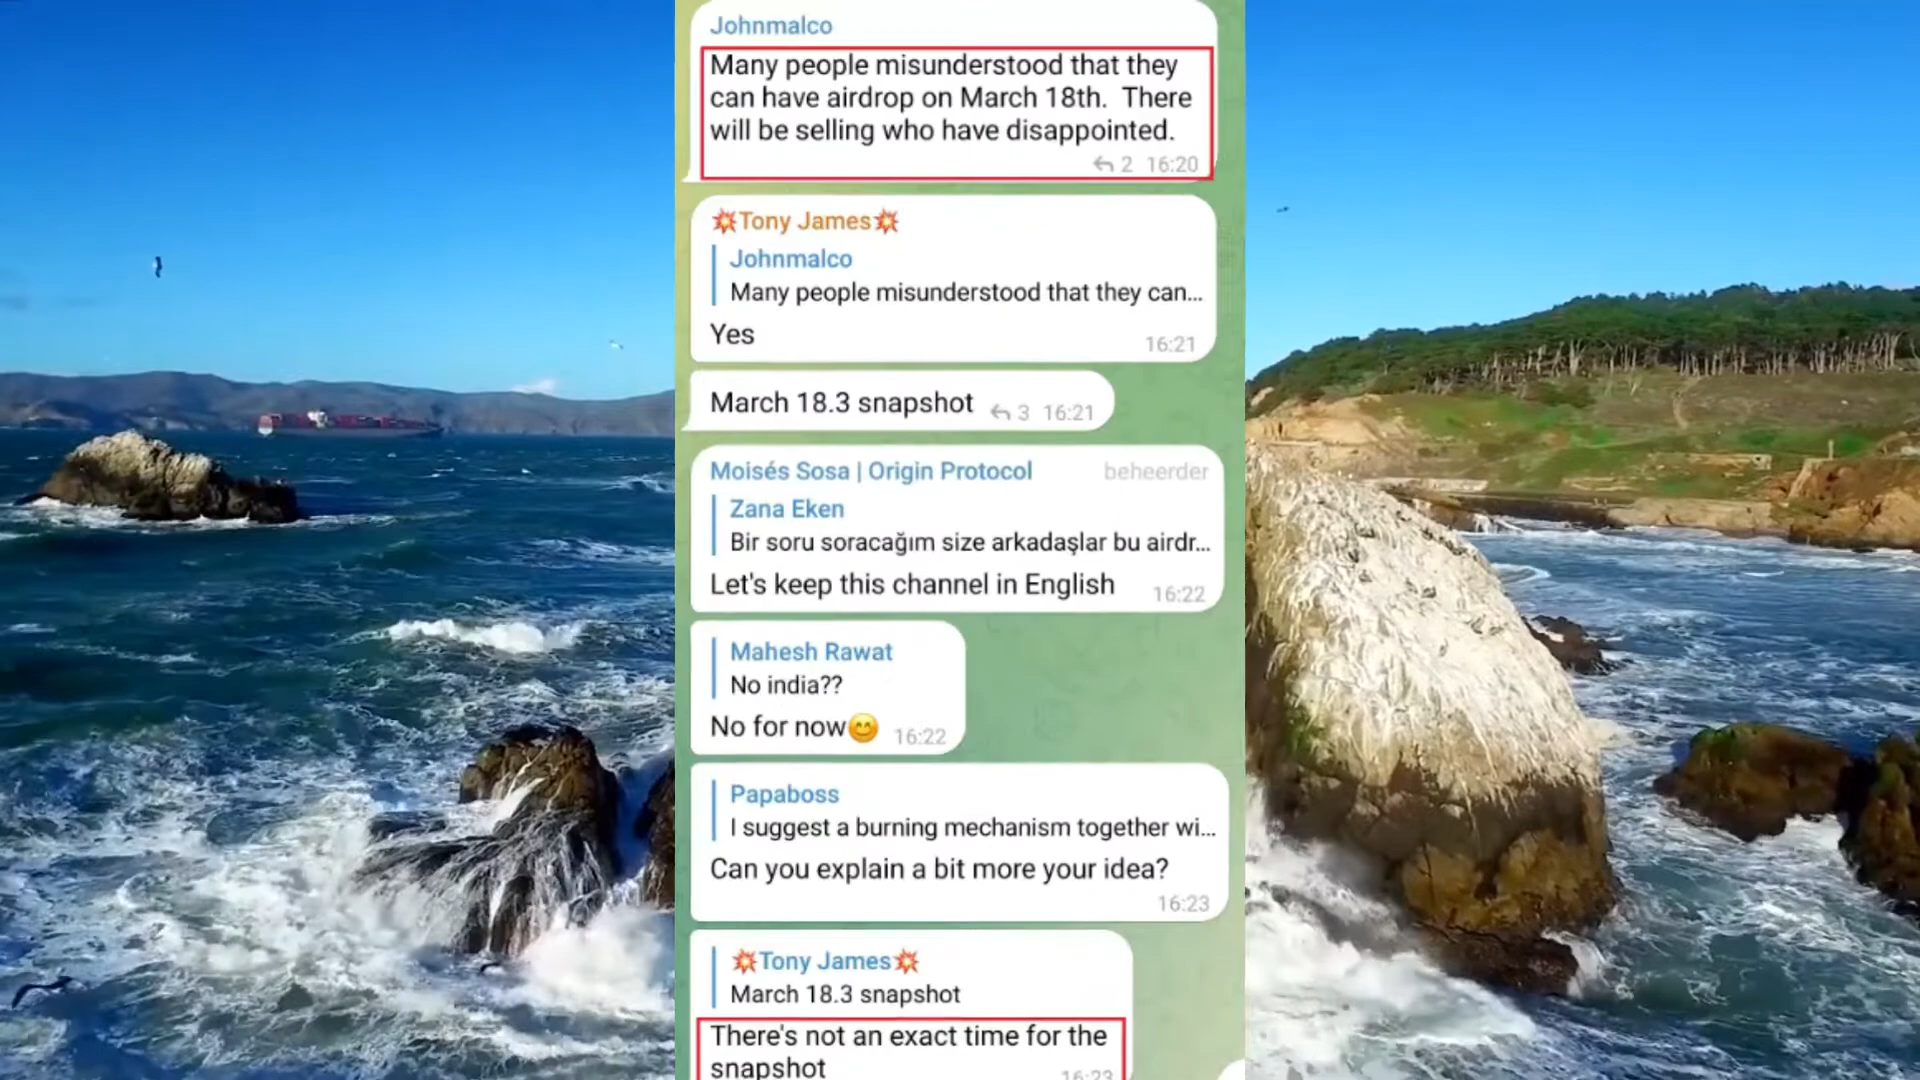 Johnmalco
Many people misunderstood that they
can have airdrop on March 18th. There
will be selling who have disappointed.
2 16:20
💥Tony James💥
Johnmalco
Many people misunderstood that they can...
Yes
16:21
March 18.3 snapshot 3 16:21
Moisés Sosa | Origin Protocol beheerder
Zana Eken
Bir soru soracağım size arkadaşlar bu airdr...
Let's keep this channel in English 16:22
Mahesh Rawat
No india??
No for now😊 16:22
Papaboss
I suggest a burning mechanism together wi...
Can you explain a bit more your idea?
16:23
💥Tony James💥
March 18.3 snapshot
There's not an exact time for the
snapshot 16:23